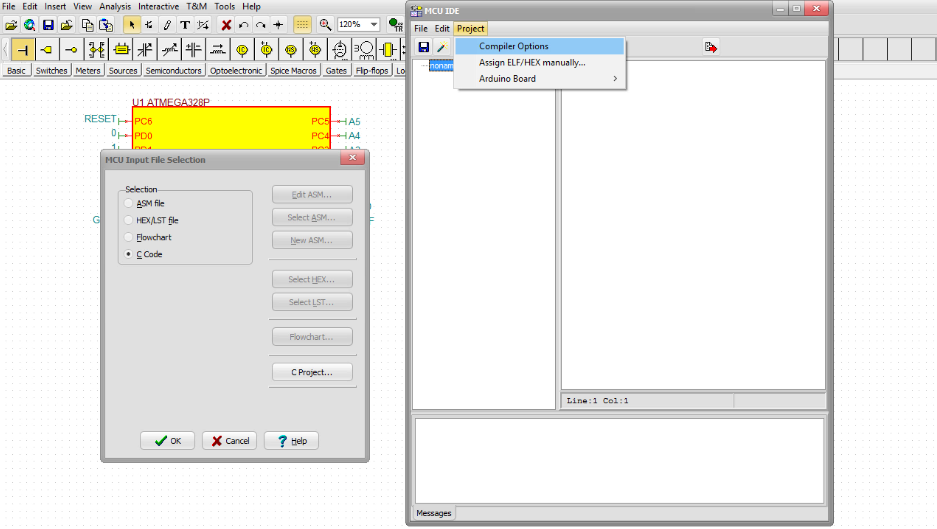 File Edit Insert View Analysis Interactive T&M Tools Help
120%
TR
Basic Switches Meters Sources Semiconductors Optoelectronic Spice Macros Gates Flip-flops Lo
U1 ATMEGA328P
RESET PC6 PC5 A5
0 PD0 PC4 A4
1
MCU Input File Selection
Selection
ASM file
HEX/LST file
Flowchart
C Code
Edit ASM...
Select ASM...
New ASM...
Select HEX...
Select LST...
Flowchart...
C Project...
OK Cancel Help
MCU IDE
File Edit Project
Compiler Options
Assign ELF/HEX manually...
Arduino Board
Line:1 Col:1
Messages